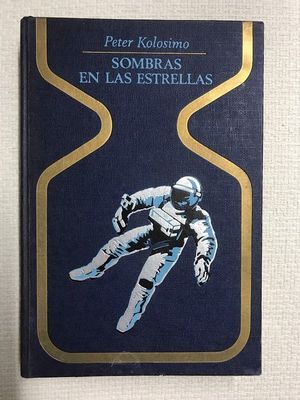 Peter Kolosimo
SOMBRAS
EN LAS ESTRELLAS